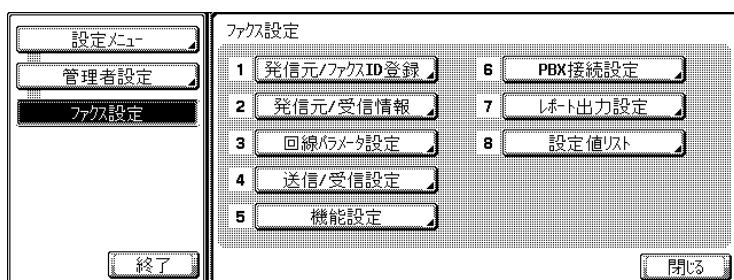 設定メニュー
管理者設定
ファクス設定
終了
ファクス設定
1 発信元/ファクスID登録
2 発信元/受信情報
3 回線パラメータ設定
4 送信/受信設定
5 機能設定
6 PBX接続設定
7 レポート出力設定
8 設定値リスト
閉じる